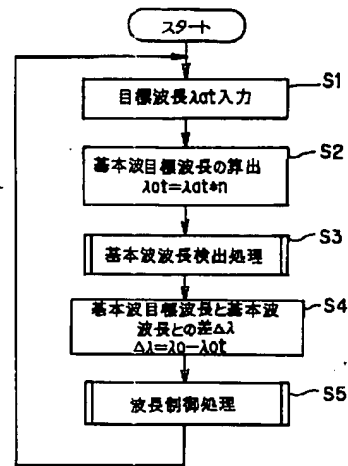 スタート
S1
目標波長λat入力
S2
基本波目標波長の算出
λot=λat*n
S3
基本波波長検出処理
S4
基本波目標波長と基本波
波長との差Δλ
Δλ=λo-λot
S5
波長制御処理